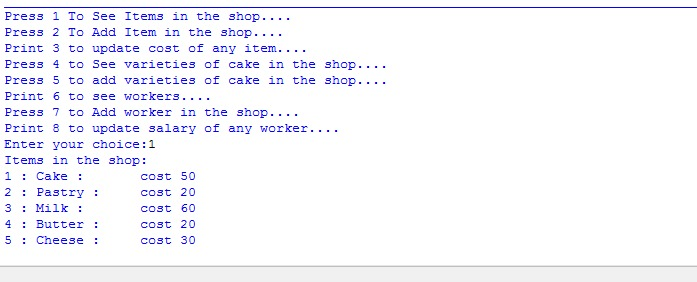 Press 1 To See Items in the shop....
Press 2 To Add Item in the shop....
Print 3 to update cost of any item....
Press 4 to See varieties of cake in the shop....
Press 5 to add varieties of cake in the shop....
Print 6 to see workers....
Press 7 to Add worker in the shop....
Print 8 to update salary of any worker....
Enter your choice:1
Items in the shop:
1 : Cake :       cost 50
2 : Pastry :     cost 20
3 : Milk :       cost 60
4 : Butter :     cost 20
5 : Cheese :     cost 30